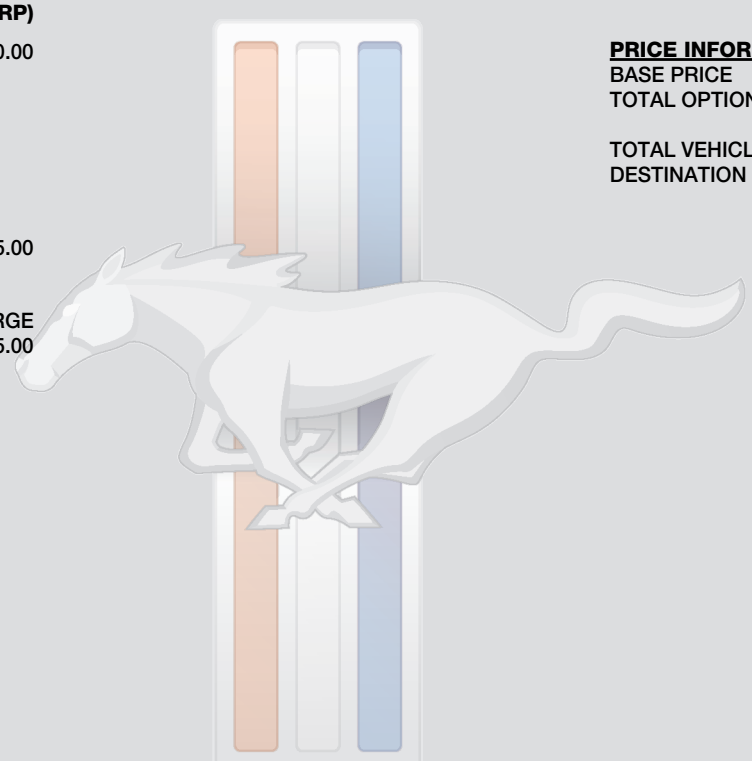 RP)
0.00
5.00
RGE
5.00
PRICE INFOR
BASE PRICE
TOTAL OPTION
TOTAL VEHICL
DESTINATION